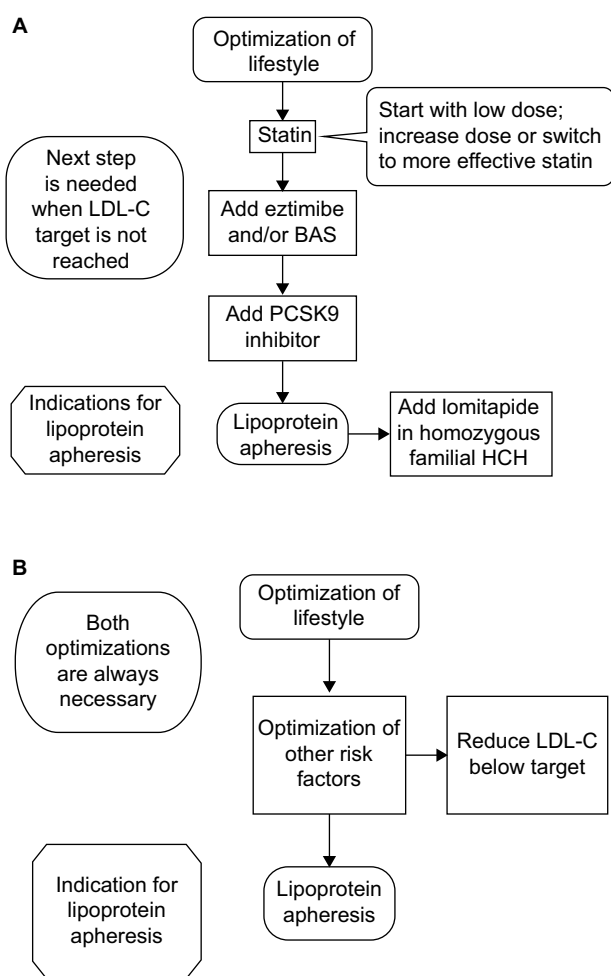 A
Optimization of
lifestyle
Statin
Start with low dose;
increase dose or switch
to more effective statin
Next step
is needed
when LDL-C
target is not
reached
Add eztimibe
and/or BAS
Add PCSK9
inhibitor
Indications for
lipoprotein
apheresis
Lipoprotein
apheresis
Add lomitapide
in homozygous
familial HCH
B
Optimization of
lifestyle
Both
optimizations
are always
necessary
Optimization of
other risk
factors
Reduce LDL-C
below target
Indication for
lipoprotein
apheresis
Lipoprotein
apheresis